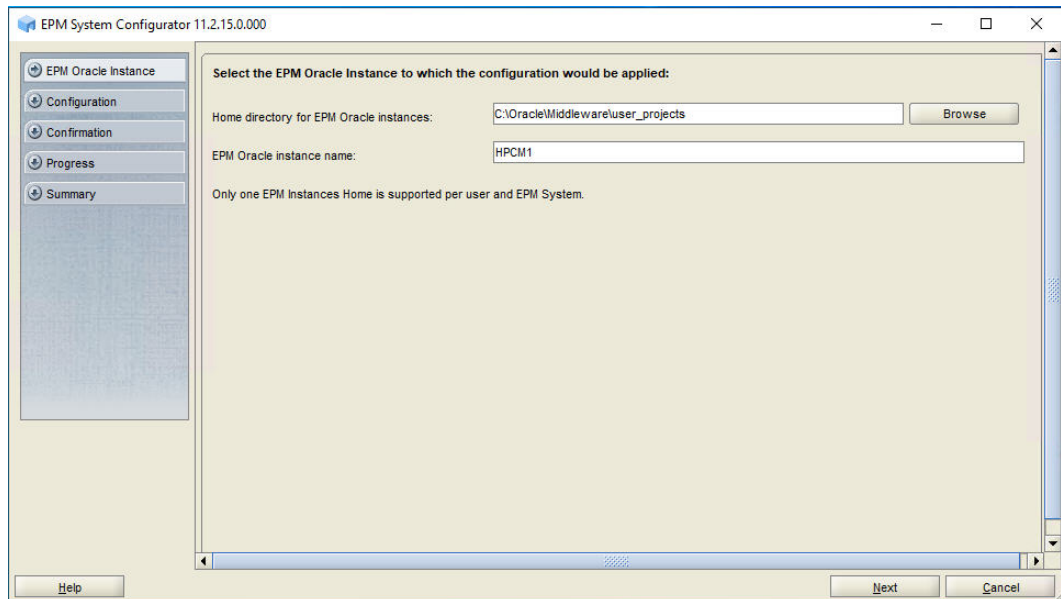 EPM System Configurator 11.2.15.0.000
EPM Oracle Instance
Configuration
Confirmation
Progress
Summary
Select the EPM Oracle Instance to which the configuration would be applied:
Home directory for EPM Oracle instances: C:\Oracle\Middleware\user_projects Browse
EPM Oracle instance name: HPCM1
Only one EPM Instances Home is supported per user and EPM System.
Help Next Cancel